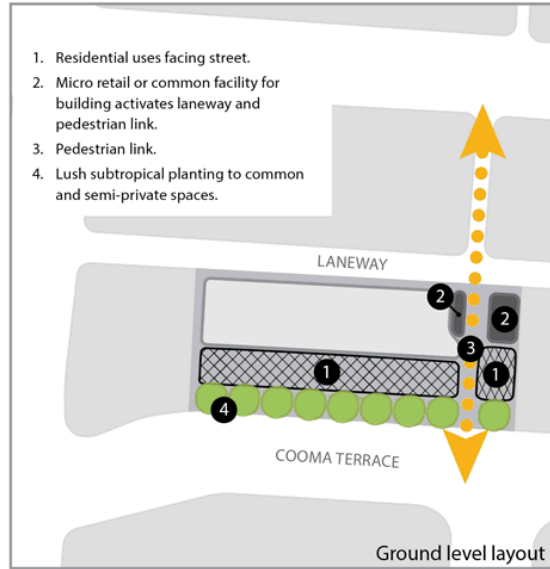 1. Residential uses facing street.
2. Micro retail or common facility for
building activates laneway and
pedestrian link.
3. Pedestrian link.
4. Lush subtropical planting to common
and semi-private spaces.
LANEWAY
2
2
3
1
1
4
COOMA TERRACE
Ground level layout